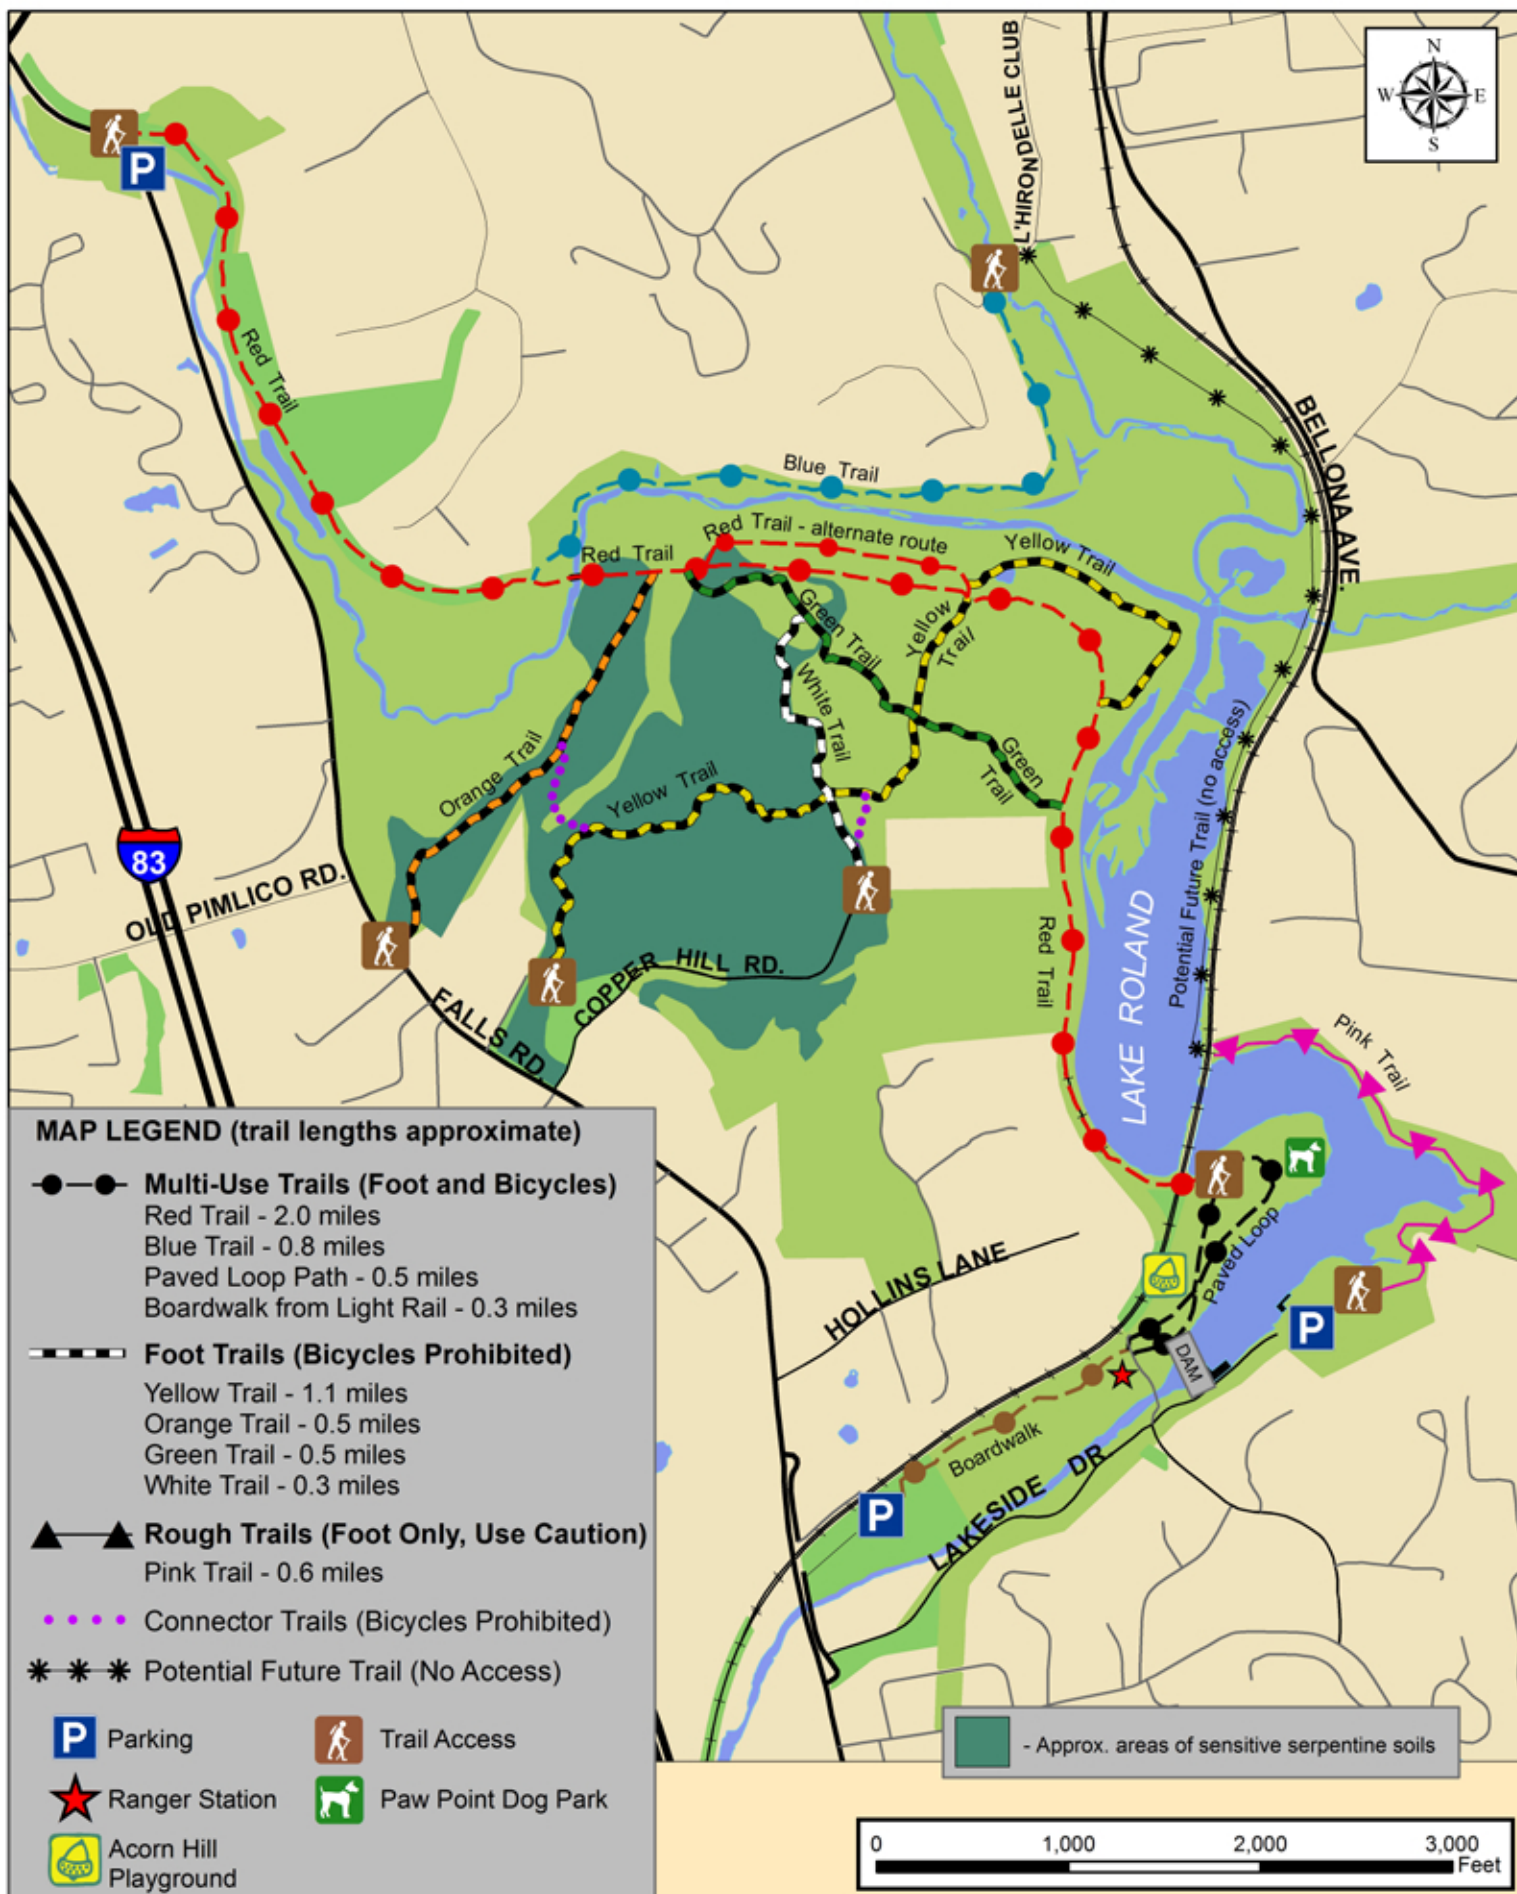 N
W E
S
L'HIRONDELLE CLUB
P
Red Trail
BELLONA AVE.
Blue Trail
Red Trail - alternate route
Yellow Trail
Red Trail
Green Trail
Yellow
Trail
White Trail
Orange Trail
Yellow Trail
Green
Trail
Potential Future Trail (no access)
83
OLD PIMLICO RD.
LAKE ROLAND
Red Trail
COPPER HILL RD.
FALLS RD.
Pink Trail
Paved Loop
HOLLINS LANE
P
DAM
Boardwalk
LAKESIDE DR
P
MAP LEGEND (trail lengths approximate)
Multi-Use Trails (Foot and Bicycles)
Red Trail - 2.0 miles
Blue Trail - 0.8 miles
Paved Loop Path - 0.5 miles
Boardwalk from Light Rail - 0.3 miles
Foot Trails (Bicycles Prohibited)
Yellow Trail - 1.1 miles
Orange Trail - 0.5 miles
Green Trail - 0.5 miles
White Trail - 0.3 miles
Rough Trails (Foot Only, Use Caution)
Pink Trail - 0.6 miles
Connector Trails (Bicycles Prohibited)
Potential Future Trail (No Access)
P Parking
Trail Access
Ranger Station
Paw Point Dog Park
Acorn Hill
Playground
- Approx. areas of sensitive serpentine soils
0 1,000 2,000 3,000
Feet